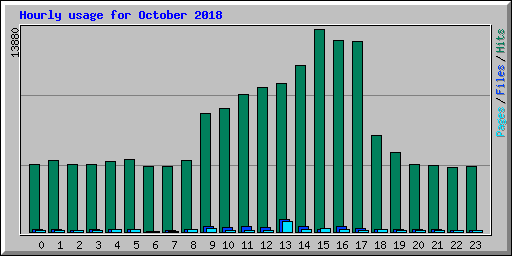 Hourly usage for October 2018
13880
Pages/Files/Hits
0 1 2 3 4 5 6 7 8 9 10 11 12 13 14 15 16 17 18 19 20 21 22 23